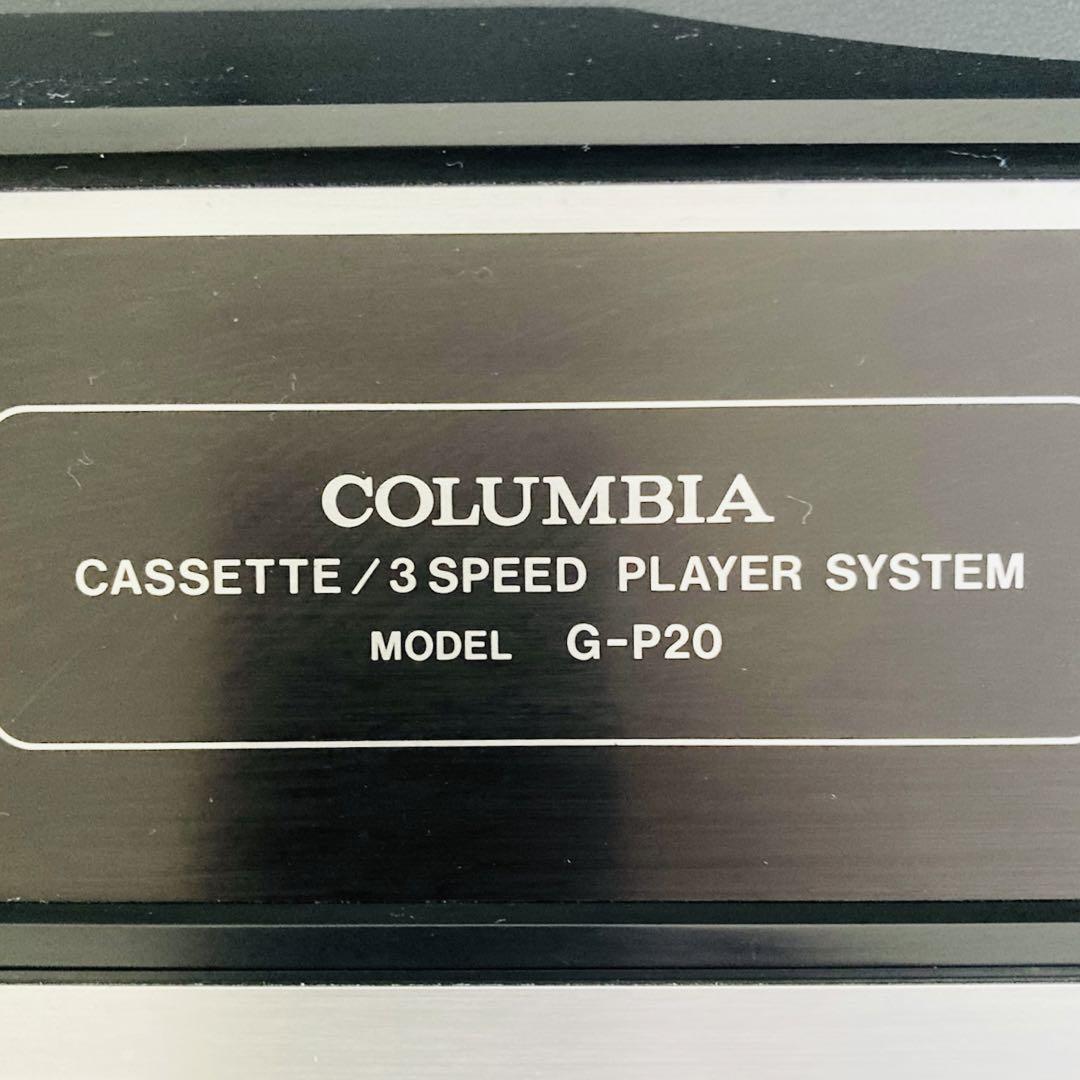 COLUMBIA
CASSETTE/3 SPEED PLAYER SYSTEM
MODEL G-P20